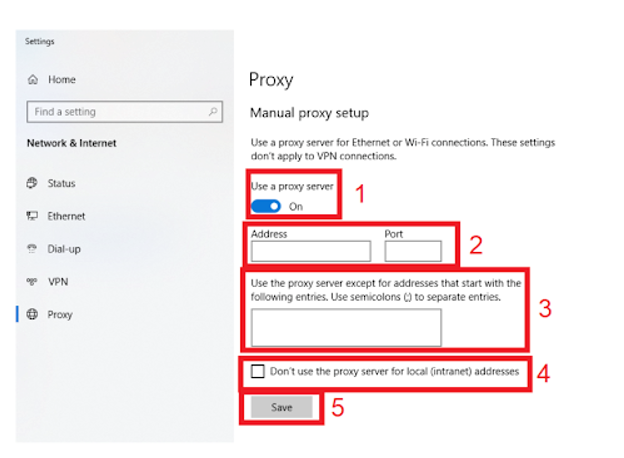 Settings
Home
Find a setting
Network & Internet
Status
Ethernet
Dial-up
VPN
Proxy
Proxy
Manual proxy setup
Use a proxy server for Ethernet or Wi-Fi connections. These settings
don't apply to VPN connections.
Use a proxy server
On
1
Address Port
2
Use the proxy server except for addresses that start with the
following entries. Use semicolons (;) to separate entries.
3
Don't use the proxy server for local (intranet) addresses
4
Save
5